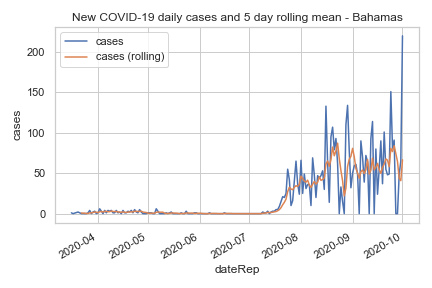 New COVID-19 daily cases and 5 day rolling mean - Bahamas
cases
cases (rolling)
200
150
100
50
0
cases
2020-04
2020-05
2020-06
2020-07
2020-08
2020-09
2020-10
dateRep